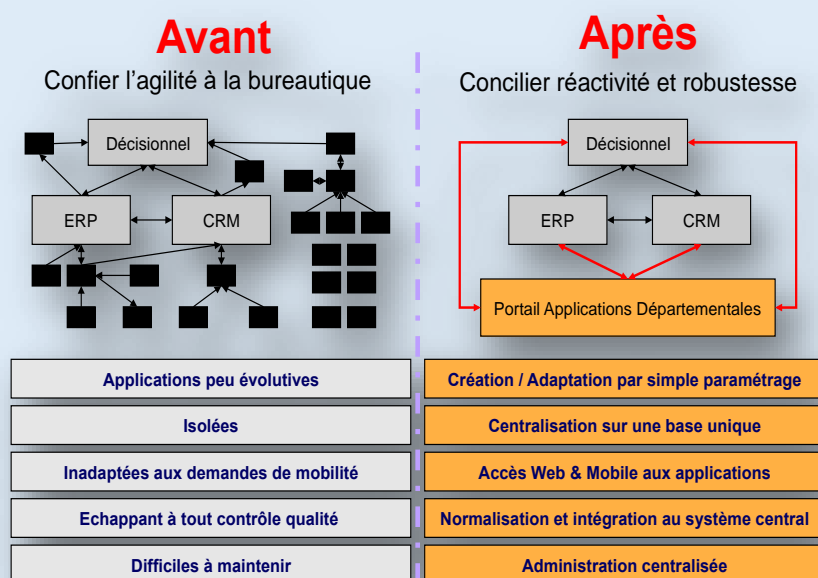 Avant
Confier l’agilité à la bureautique
Décisionnel
ERP
CRM
Applications peu évolutives
Isolées
Inadaptées aux demandes de mobilité
Echappant à tout contrôle qualité
Difficiles à maintenir
Après
Concilier réactivité et robustesse
Décisionnel
ERP
CRM
Portail Applications Départementales
Création / Adaptation par simple paramétrage
Centralisation sur une base unique
Accès Web & Mobile aux applications
Normalisation et intégration au système central
Administration centralisée